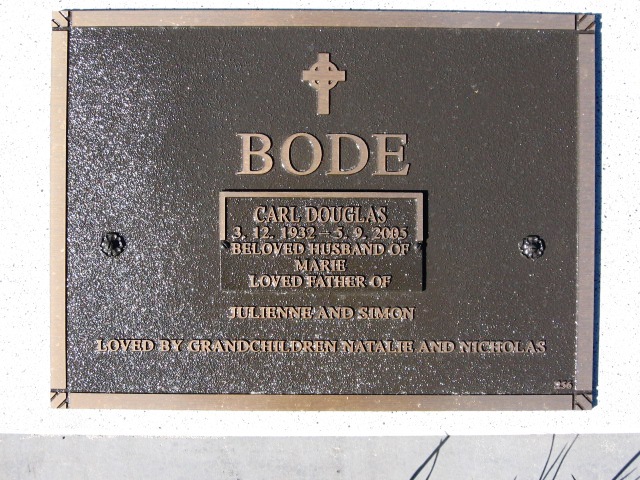 BODE
CARL DOUGLAS
3. 12. 1932 – 5. 9. 2005
BELOVED HUSBAND OF
MARIE
LOVED FATHER OF
JULIENNE AND SIMON
LOVED BY GRANDCHILDREN NATALIE AND NICHOLAS